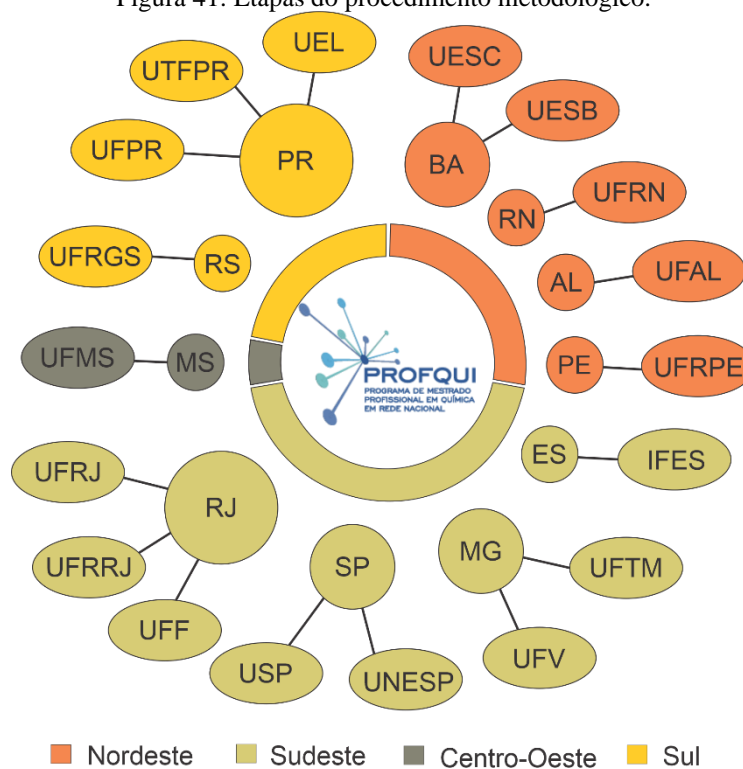 Figura 41. Etapas do procedimento metodológico.
UEL
UTFPR
UFPR
PR
UESC
UESB
BA
RN
UFRN
UFRGS
RS
AL
UFAL
UFMS
MS
PROFQUI
PROGRAMA DE MESTRADO
PROFISSIONAL EM QUÍMICA
EM REDE NACIONAL
PE
UFRPE
ES
IFES
UFRJ
RJ
UFRRJ
UFF
SP
USP
UNESP
MG
UFTM
UFV
Nordeste
Sudeste
Centro-Oeste
Sul